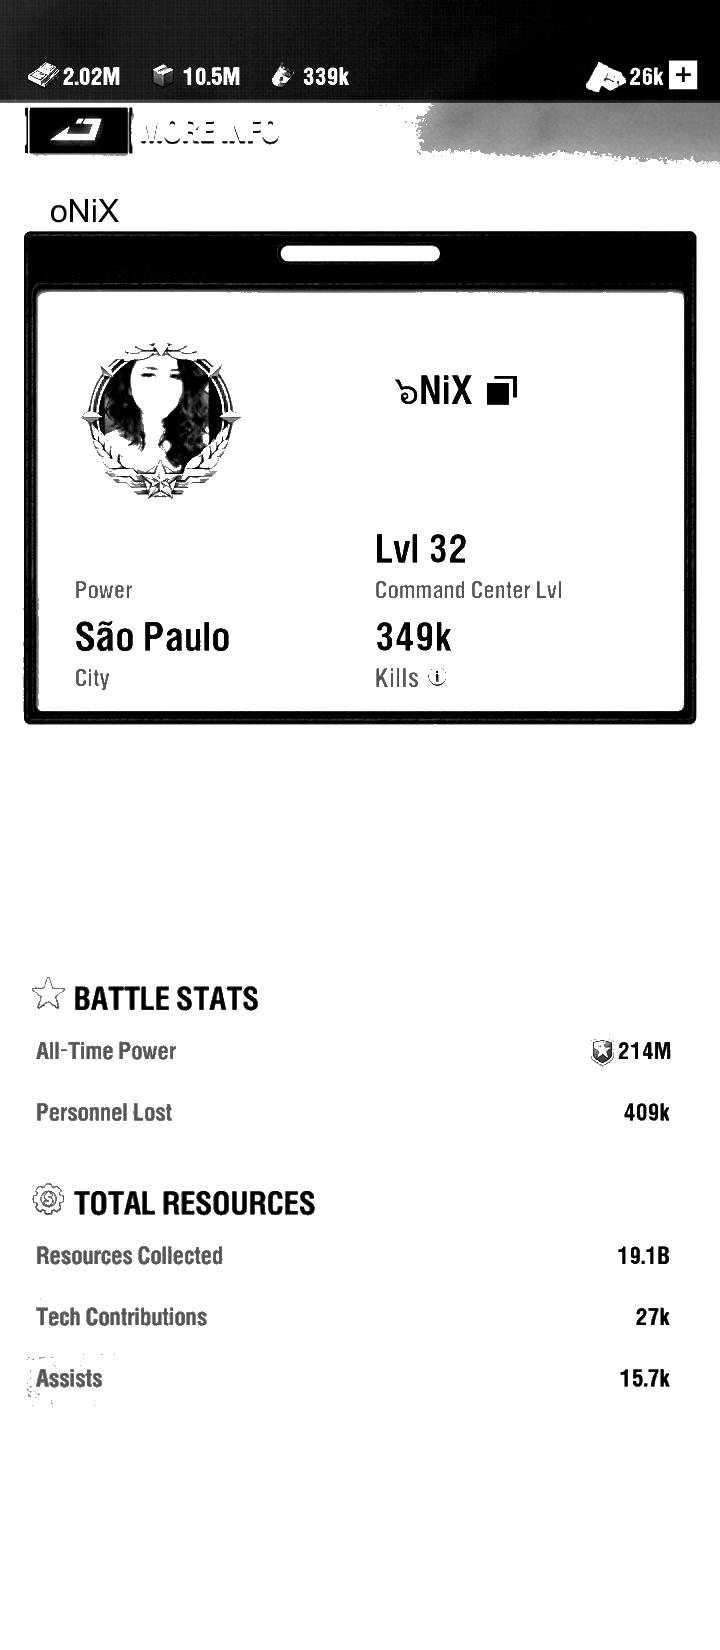 2.02M 10.5M 339k 26k +
MORE INFO
oNiX
ঌNiX
Lvl 32
Power
Command Center Lvl
São Paulo
349k
City
Kills
BATTLE STATS
All-Time Power 214M
Personnel Lost 409k
TOTAL RESOURCES
Resources Collected 19.1B
Tech Contributions 27k
Assists 15.7k